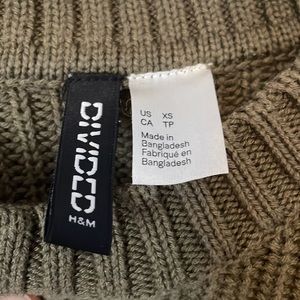 DIVIDED
H&M
US XS
CA TP
Made in
Bangladesh
Fabriqué en
Bangladesh